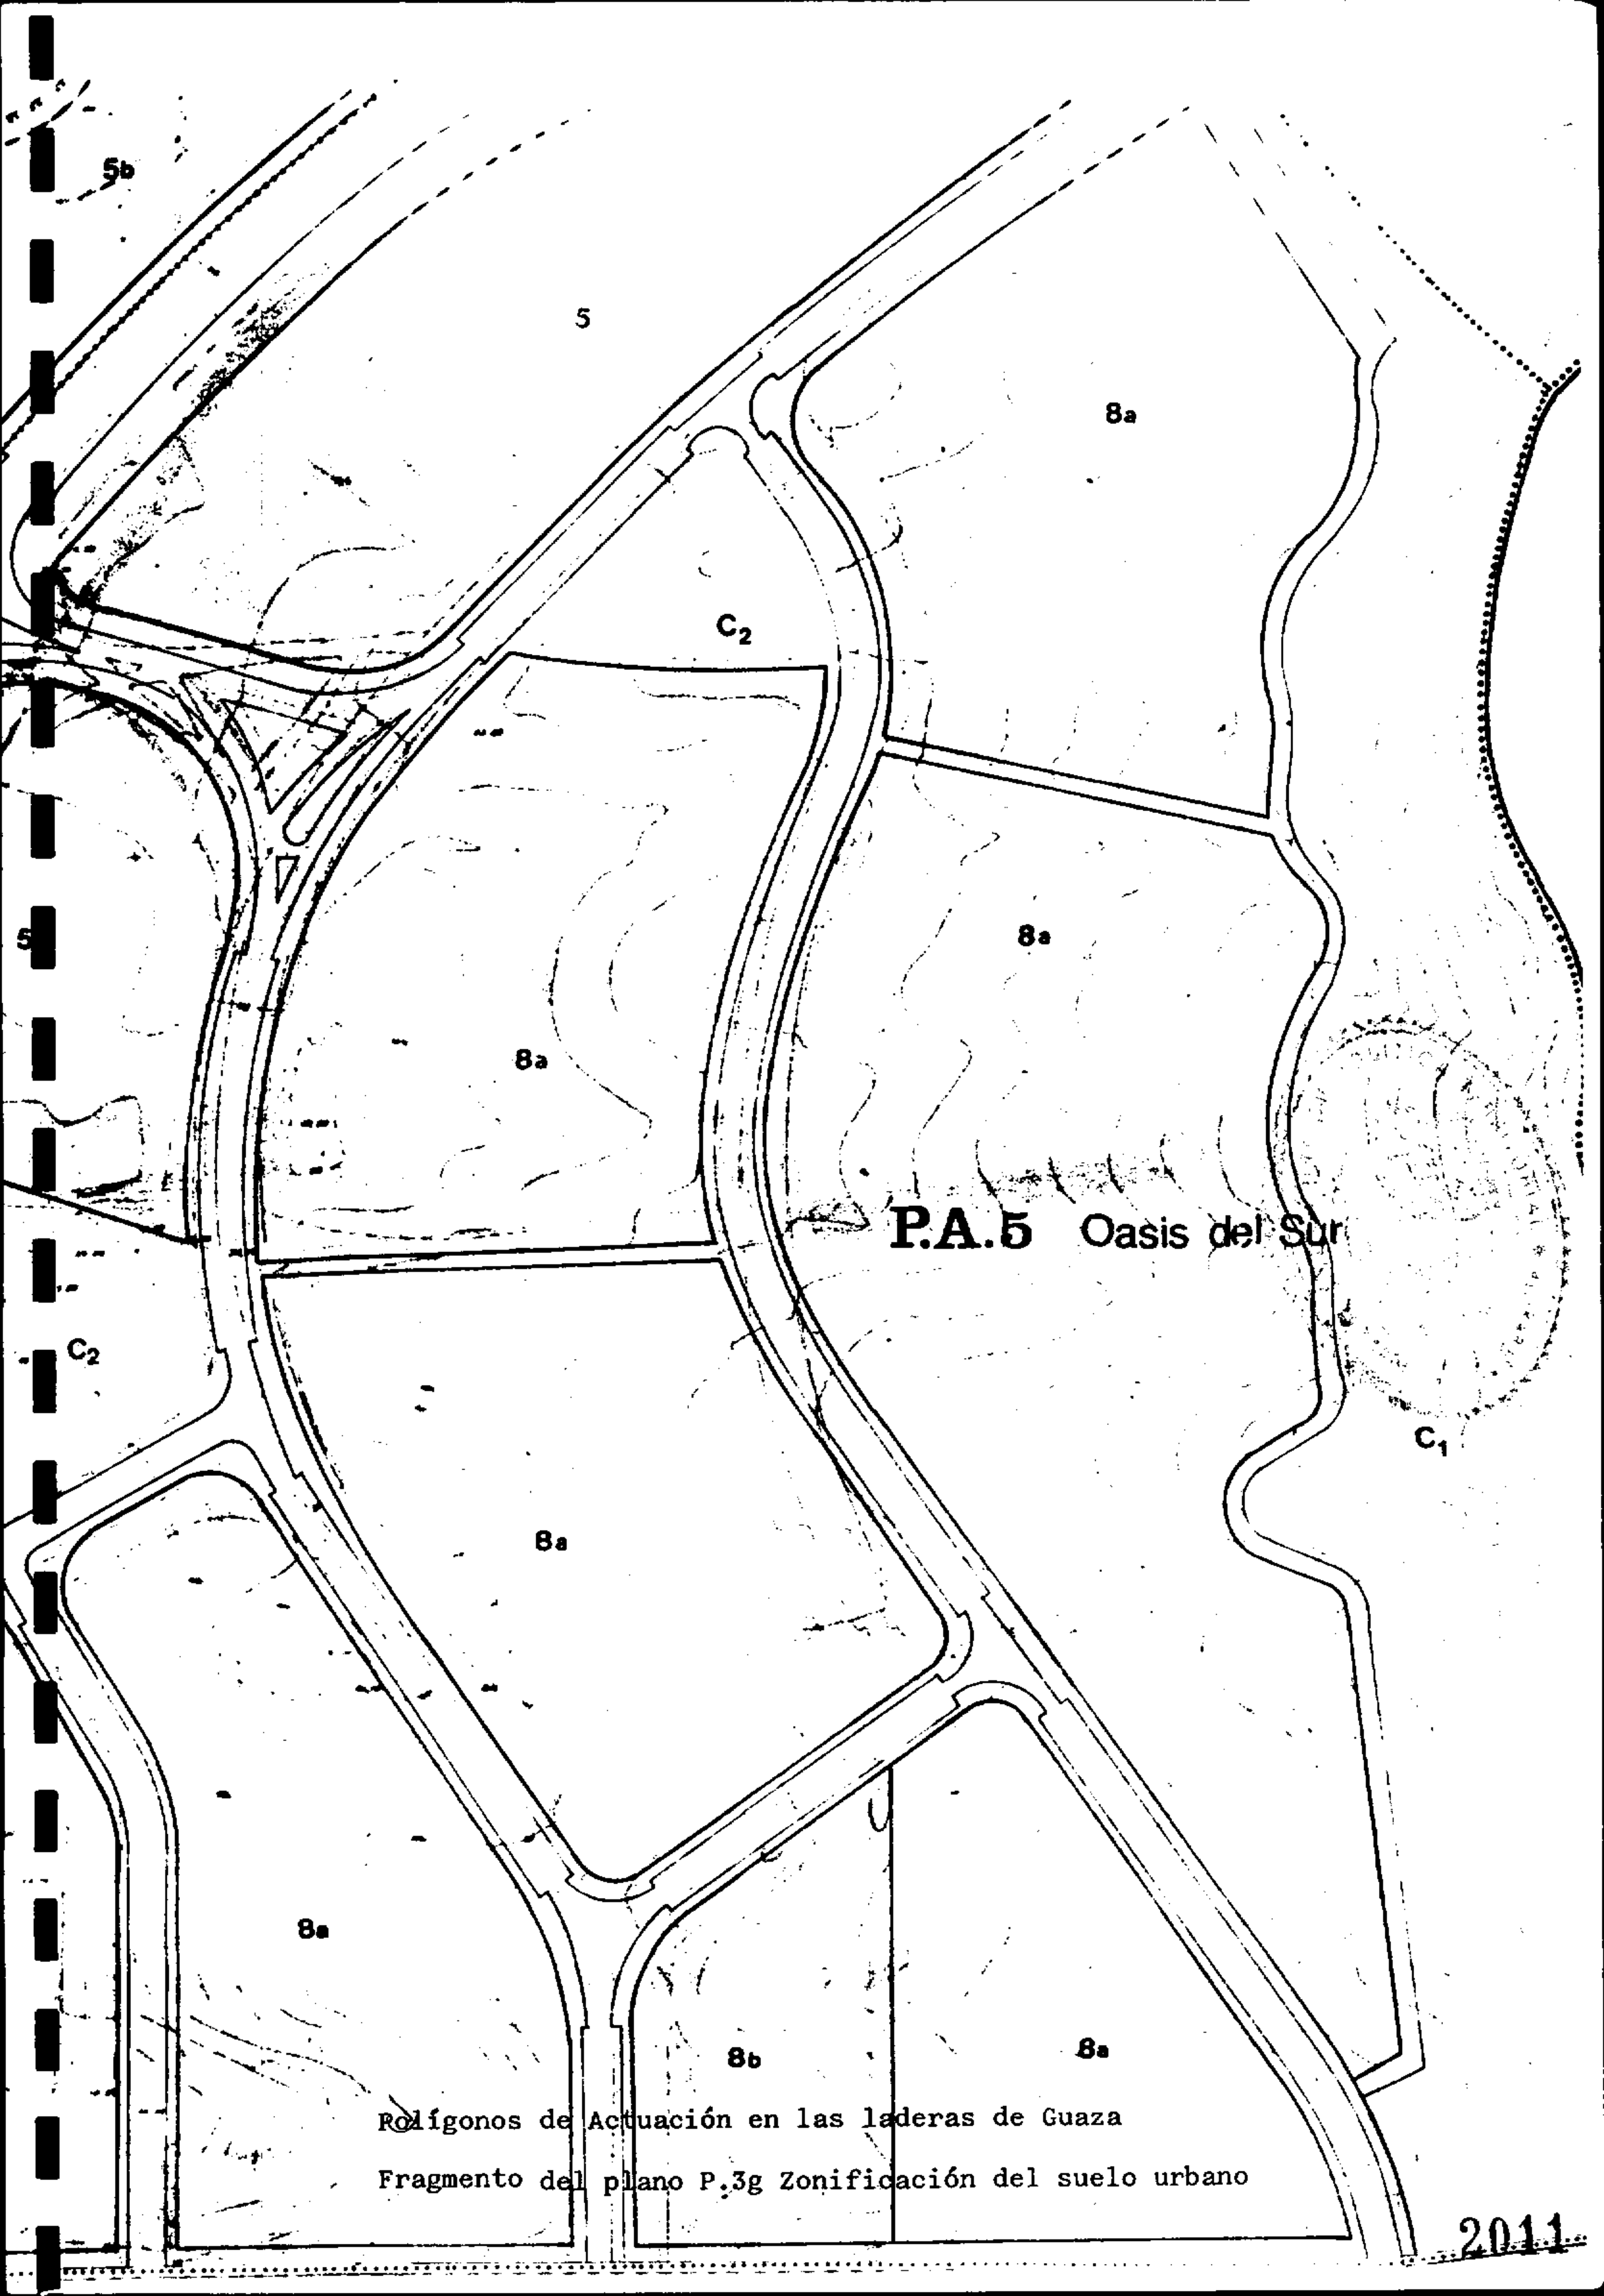 5b
5
8a
C₂
5
8a
8a
P.A.5 Oasis del Sur
C₂
C₁
8a
8a
8b
8a
Polígonos de Actuación en las laderas de Guaza
Fragmento del plano P.3g Zonificación del suelo urbano
2011